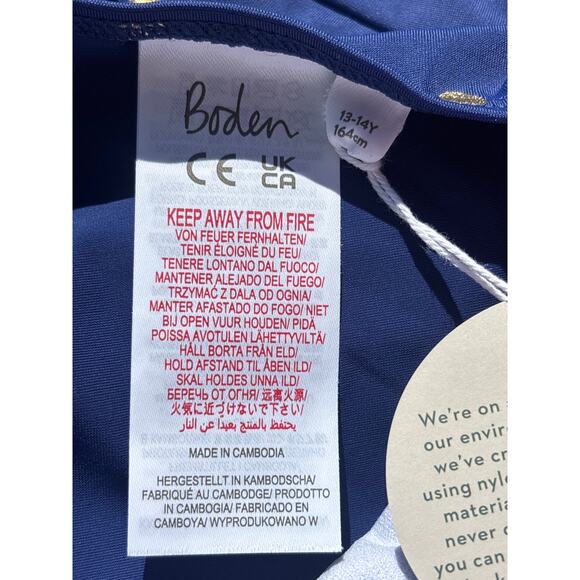 Boden
CE UK
CA
KEEP AWAY FROM FIRE
VON FEUER FERNHALTEN/
TENIR ÉLOIGNÉ DU FEU/
TENERE LONTANO DAL FUOCO/
MANTENER ALEJADO DEL FUEGO/
TRZYMAĆ Z DALA OD OGNIA/
MANTER AFASTADO DO FOGO/ NIET
BIJ OPEN VUUR HOUDEN/ PIDÄ
POISSA AVOTULEN LÄHETTYVILTÄ/
HÅLL BORTA FRÅN ELD/
HOLD AFSTAND TIL ÅBEN ILD/
SKAL HOLDES UNNA ILD/
БЕРЕЧЬ ОТ ОГНЯ/ 远离火源/
火気に近づけないで下さい/
يحتفظ بالمنتج بعيداً عن النار
MADE IN CAMBODIA
HERGESTELLT IN KAMBODSCHA/
FABRIQUÉ AU CAMBODGE/ PRODOTTO
IN CAMBOGIA/ FABRICADO EN
CAMBOYA/ WYPRODUKOWANO W
13-14Y
164cm
We're on
our
we've
using
never
you can